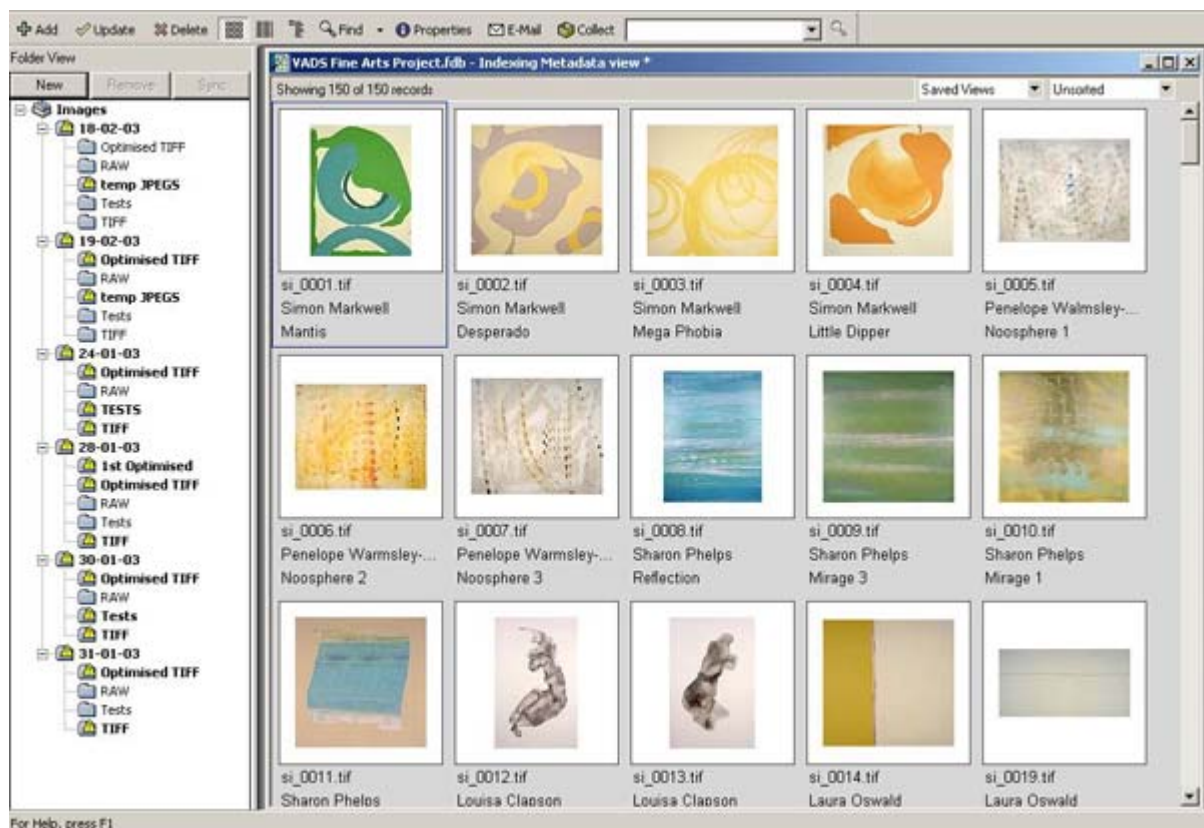 Add Update Delete Find Properties E-Mail Collect
Folder View
New Remove Sync
Images
18-02-03
Optimised TIFF
RAW
temp JPEGS
Tests
TIFF
19-02-03
Optimised TIFF
RAW
temp JPEGS
Tests
TIFF
24-01-03
Optimised TIFF
RAW
TESTS
TIFF
28-01-03
1st Optimised
Optimised TIFF
RAW
Tests
TIFF
30-01-03
Optimised TIFF
RAW
Tests
TIFF
31-01-03
Optimised TIFF
RAW
Tests
TIFF
VADS Fine Arts Project.fdb - Indexing Metadata view *
Showing 150 of 150 records Saved Views Unsorted
si_0001.tif
Simon Markwell
Mantis
si_0002.tif
Simon Markwell
Desperado
si_0003.tif
Simon Markwell
Mega Phobia
si_0004.tif
Simon Markwell
Little Dipper
si_0005.tif
Penelope Walmsley-...
Noosphere 1
si_0006.tif
Penelope Warmsley-...
Noosphere 2
si_0007.tif
Penelope Warmsley-...
Noosphere 3
si_0008.tif
Sharon Phelps
Reflection
si_0009.tif
Sharon Phelps
Mirage 3
si_0010.tif
Sharon Phelps
Mirage 1
si_0011.tif
Sharon Phelps
si_0012.tif
Louisa Clapson
si_0013.tif
Louisa Clapson
si_0014.tif
Laura Oswald
si_0019.tif
Laura Oswald
For Help, press F1